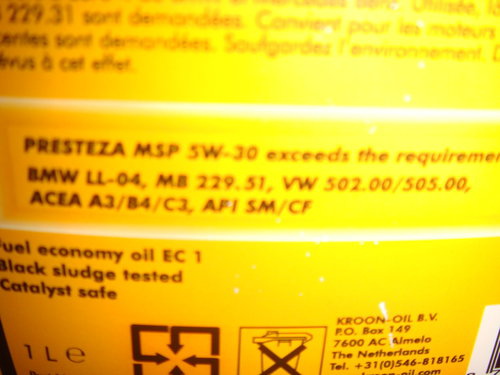 229.31 sont demandées. Convient pour les moteurs
sont demandées. Sauvegardez l'environnement.
à cet effet.
PRESTEZA MSP 5W-30 exceeds the
BMW LL-04, MB 229.51, VW 502.00/505.00,
ACEA A3/B4/C3, API SM/CF
Fuel economy oil EC 1
Black sludge tested
Catalyst safe
1 L e
KROON-OIL B.V.
P.O. Box 149
7600 AC Almelo
The Netherlands
Tel. +31(0)546-818165